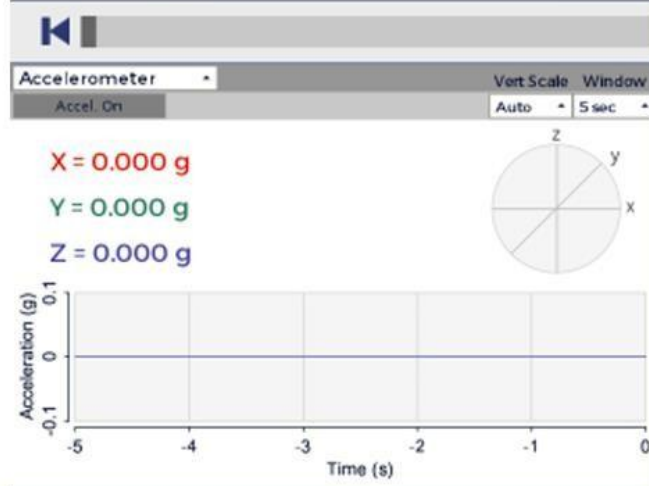 Accelerometer
Vert Scale Window
Accel. On
Auto 5 sec
z
y
x
X = 0.000 g
Y = 0.000 g
Z = 0.000 g
Acceleration (g)
0.1
0
-0.1
-5 -4 -3 -2 -1 0
Time (s)